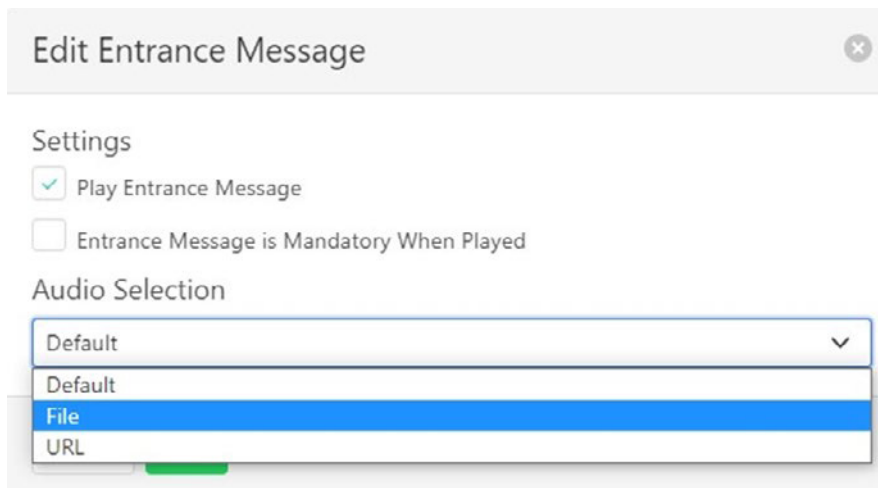 Edit Entrance Message
Settings
Play Entrance Message
Entrance Message is Mandatory When Played
Audio Selection
Default
Default
File
URL